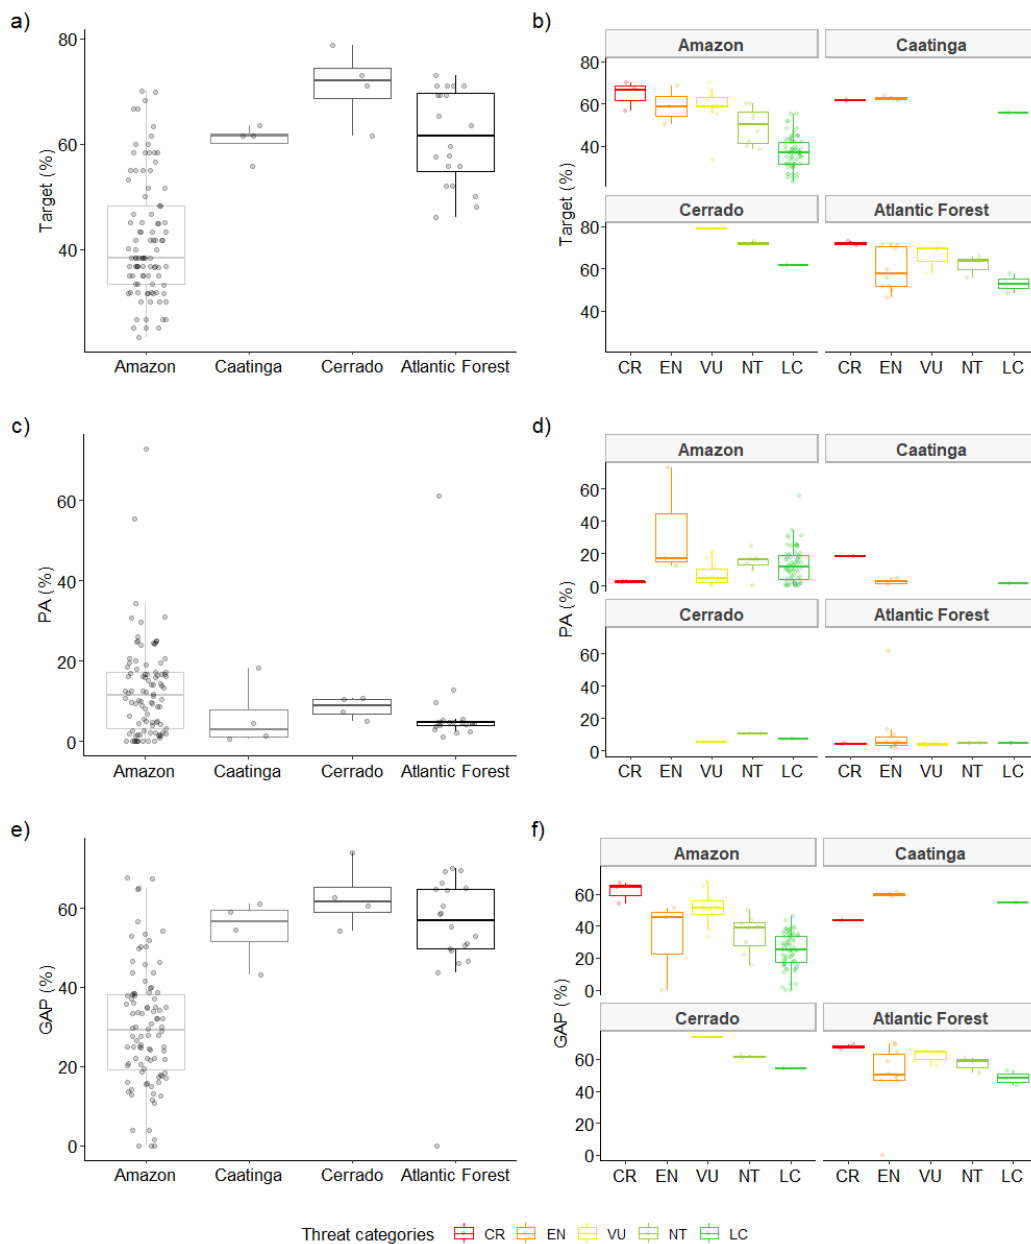 a)
80
60
40
Target (%)
Amazon Caatinga Cerrado Atlantic Forest
b)
Amazon Caatinga
80
60
40
Cerrado Atlantic Forest
80
60
40
Target (%)
CR EN VU NT LC CR EN VU NT LC
c)
60
40
20
0
PA (%)
Amazon Caatinga Cerrado Atlantic Forest
d)
Amazon Caatinga
60
40
20
0
Cerrado Atlantic Forest
60
40
20
0
PA (%)
CR EN VU NT LC CR EN VU NT LC
e)
60
40
20
0
GAP (%)
Amazon Caatinga Cerrado Atlantic Forest
f)
Amazon Caatinga
60
40
20
0
Cerrado Atlantic Forest
60
40
20
0
GAP (%)
CR EN VU NT LC CR EN VU NT LC
Threat categories CR EN VU NT LC